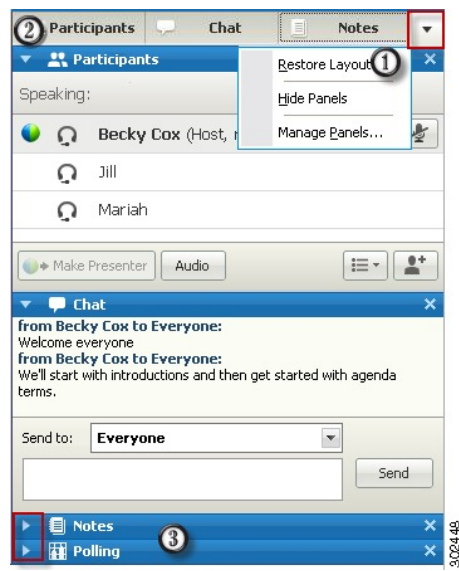 2 Participants Chat Notes
Participants
Restore Layout 1
Hide Panels
Manage Panels...
Speaking:
Becky Cox (Host,
Jill
Mariah
Make Presenter Audio
Chat
from Becky Cox to Everyone:
Welcome everyone
from Becky Cox to Everyone:
We'll start with introductions and then get started with agenda
terms.
Send to: Everyone
Send
Notes
3
Polling
302448